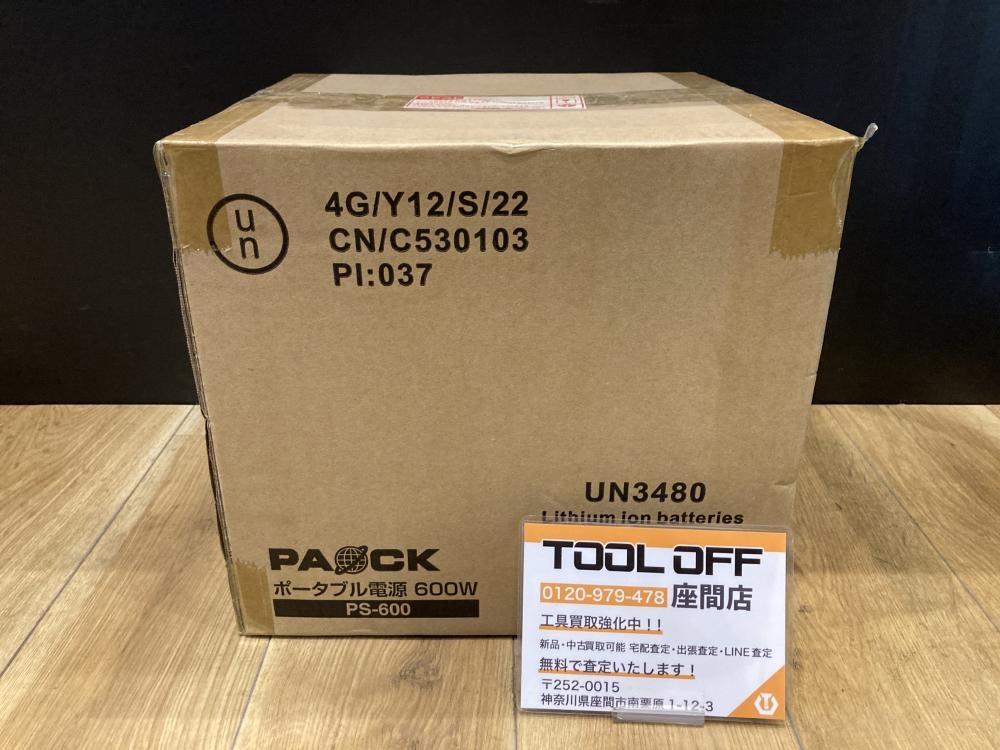 un
4G/Y12/S/22
CN/C530103
PI:037
UN3480
Lithium ion batteries
PAOCK
ポータブル電源 600W
PS-600
TOOL OFF
0120-979-478 座間店
工具買取強化中!!
新品・中古買取可能 宅配査定・出張査定・LINE査定
無料で査定いたします!
〒252-0015
神奈川県座間市南栗原 1-12-3